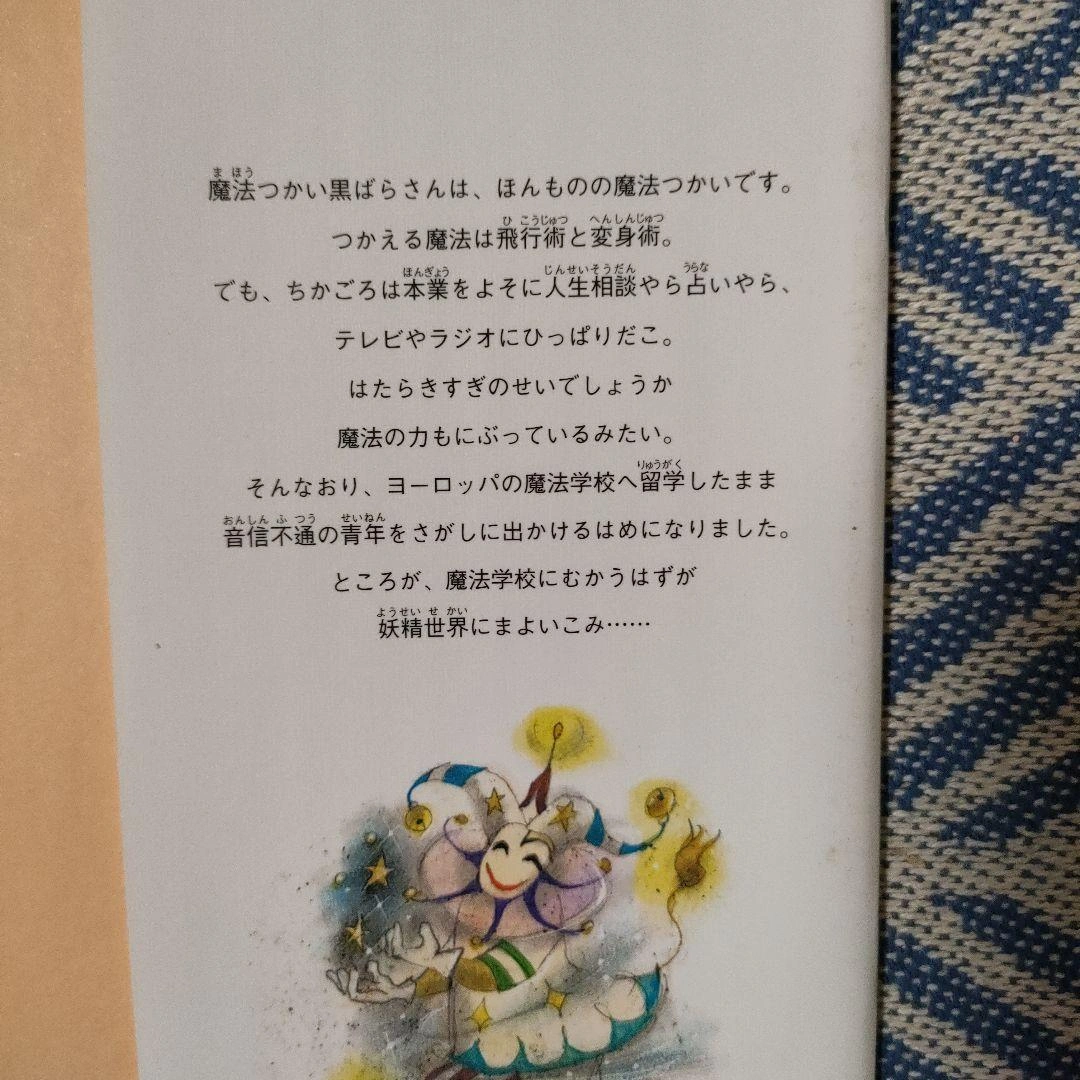 魔法つかい黒ばらさんは、ほんものの魔法つかいです。
つかえる魔法は飛行術と変身術。
でも、ちかごろは本業をよそに人生相談やら占いやら、
テレビやラジオにひっぱりだこ。
はたらきすぎのせいでしょうか
魔法の力もにぶっているみたい。
そんなおり、ヨーロッパの魔法学校へ留学したまま
音信不通の青年をさがしに出かけるはめになりました。
ところが、魔法学校にむかうはずが
妖精世界にまよいこみ……